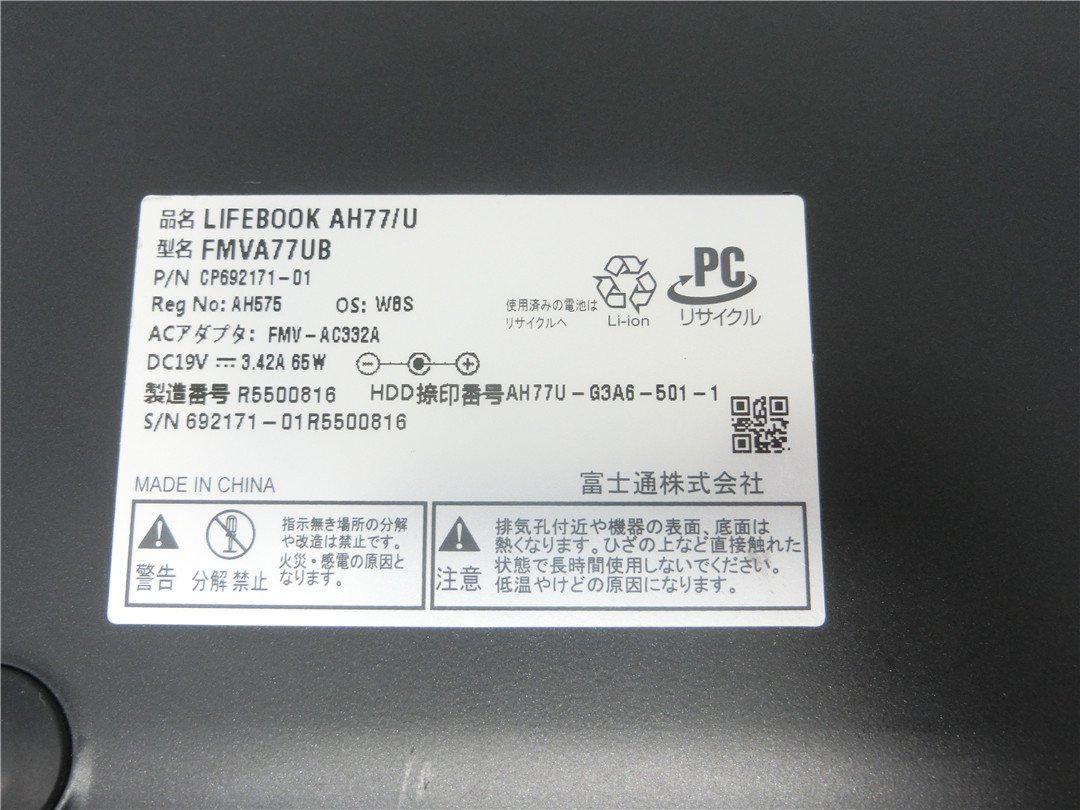 品名 LIFEBOOK AH77/U
型名 FMVA77UB
P/N CP692171-01
Reg No: AH575 OS: W8S
ACアダプタ: FMV-AC332A
DC19V 3.42A 65W
製造番号 R5500816 HDD捺印番号AH77U-G3A6-501-1
S/N 692171-01R5500816
使用済みの電池は
リサイクルへ
Li-ion
PC
リサイクル
MADE IN CHINA
富士通株式会社
警告
分解禁止
指示無き場所の分解
や改造は禁止です。
火災・感電の原因と
なります。
注意
排気孔付近や機器の表面、底面は
熱くなります。ひざの上など直接触れた
状態で長時間使用しないでください。
低温やけどの原因になります。